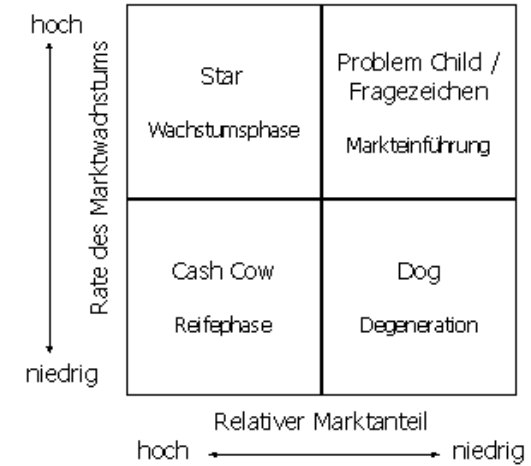 hoch
Rate des Marktwachstums
niedrig
Star
Wachstumsphase
Problem Child /
Fragezeichen
Markteinführung
Cash Cow
Reifephase
Dog
Degeneration
Relativer Marktanteil
hoch
niedrig